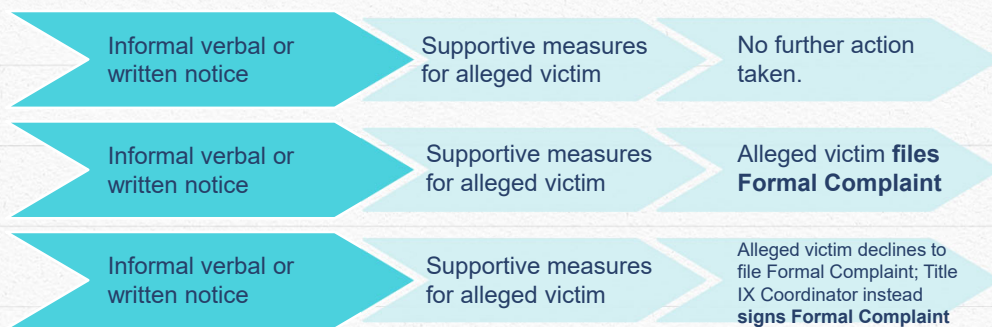 Informal verbal or
written notice
Supportive measures
for alleged victim
No further action
taken.
Informal verbal or
written notice
Supportive measures
for alleged victim
Alleged victim files
Formal Complaint
Informal verbal or
written notice
Supportive measures
for alleged victim
Alleged victim declines to
file Formal Complaint; Title
IX Coordinator instead
signs Formal Complaint